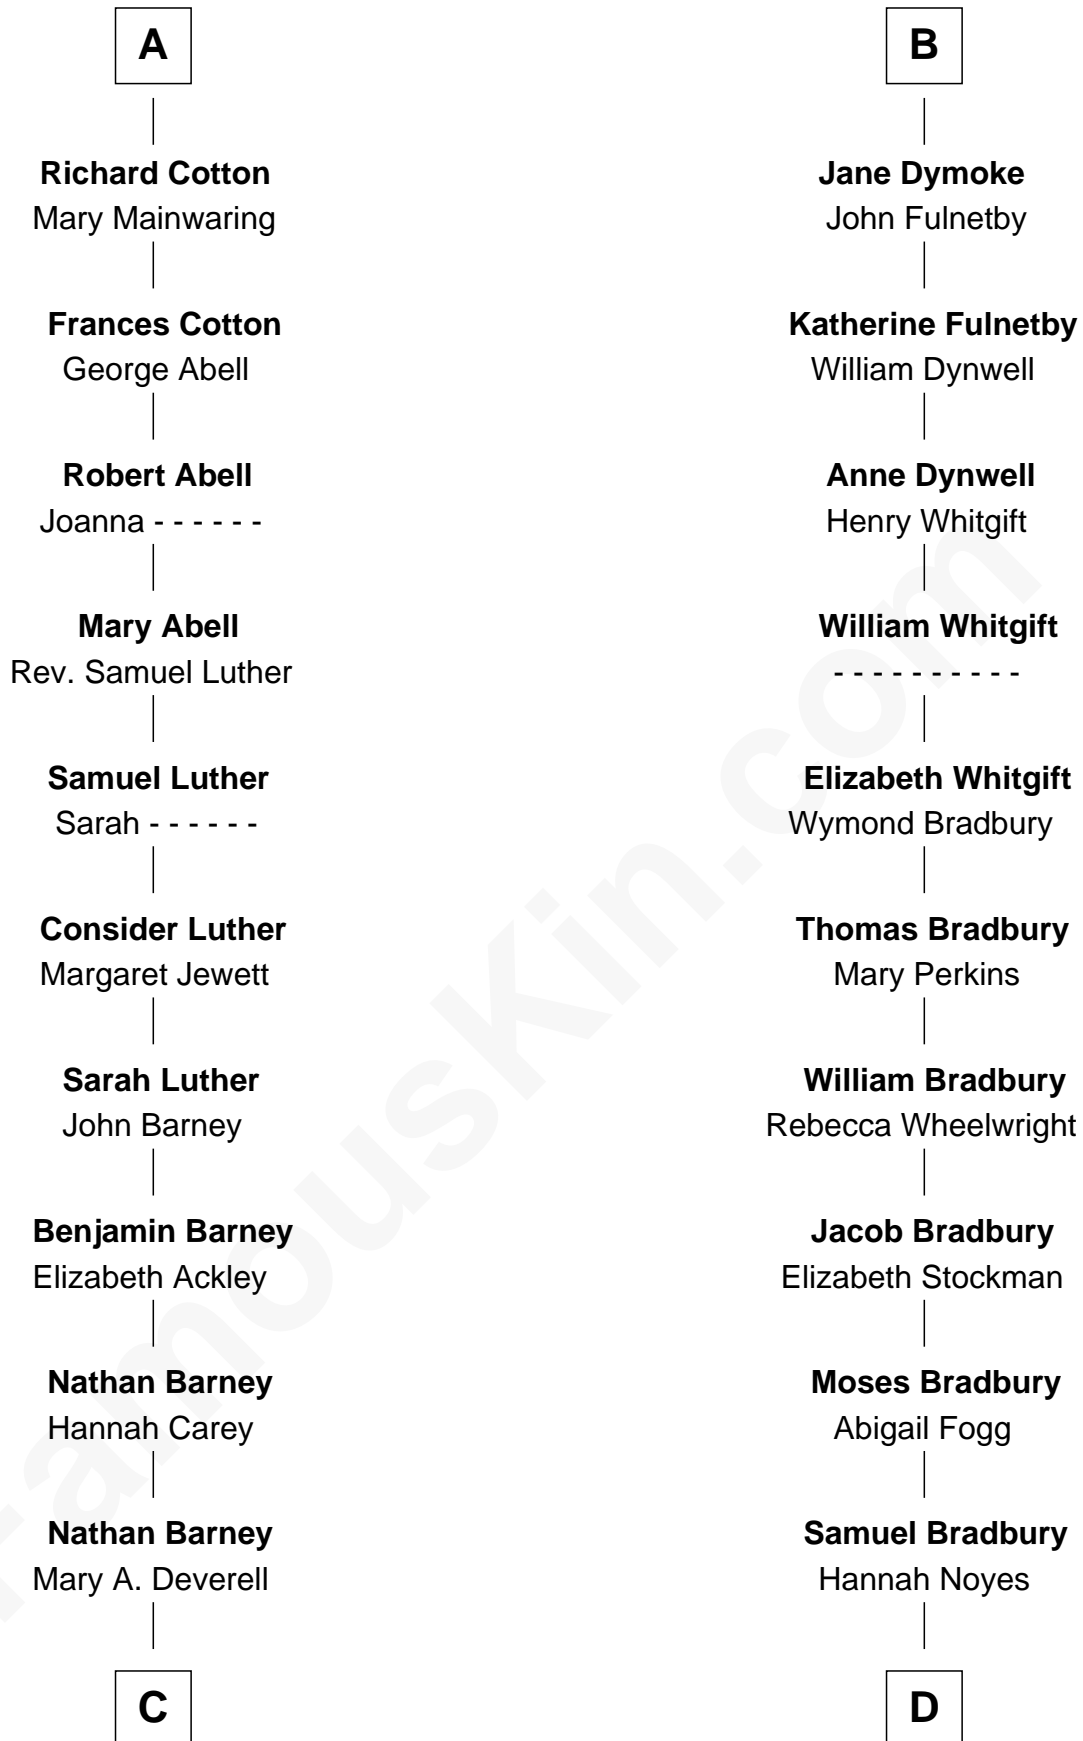 A
Richard Cotton
Mary Mainwaring
Frances Cotton
George Abell
Robert Abell
Joanna - - - - - -
Mary Abell
Rev. Samuel Luther
Samuel Luther
Sarah - - - - - -
Consider Luther
Margaret Jewett
Sarah Luther
John Barney
Benjamin Barney
Elizabeth Ackley
Nathan Barney
Hannah Carey
Nathan Barney
Mary A. Deverell
C
B
Jane Dymoke
John Fulnetby
Katherine Fulnetby
William Dynwell
Anne Dynwell
Henry Whitgift
William Whitgift
- - - - - - - - - -
Elizabeth Whitgift
Wymond Bradbury
Thomas Bradbury
Mary Perkins
William Bradbury
Rebecca Wheelwright
Jacob Bradbury
Elizabeth Stockman
Moses Bradbury
Abigail Fogg
Samuel Bradbury
Hannah Noyes
D
FamousKin.com